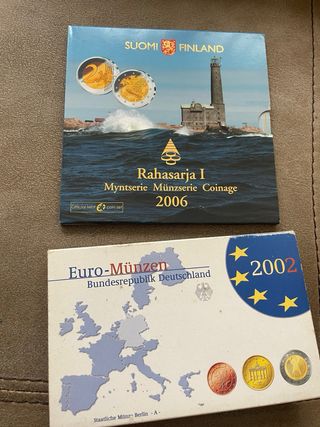 SUOMI FINLAND
Rahasarja I
Myntserie Münzserie Coinage
2006
Euro-Münzen
Bundesrepublik Deutschland
2002
Staatliche Münze Berlin - A -